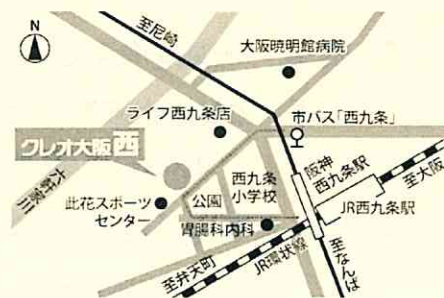 N
至尼崎
大阪暁明館病院
ライフ西九条店
市バス「西九条」
クレオ大阪西
六軒家川
此花スポーツ
センター
公園
西九条
小学校
胃腸科内科
阪神
西九条駅
至大阪
JR西九条駅
至弁天町
JR環状線
至なんば